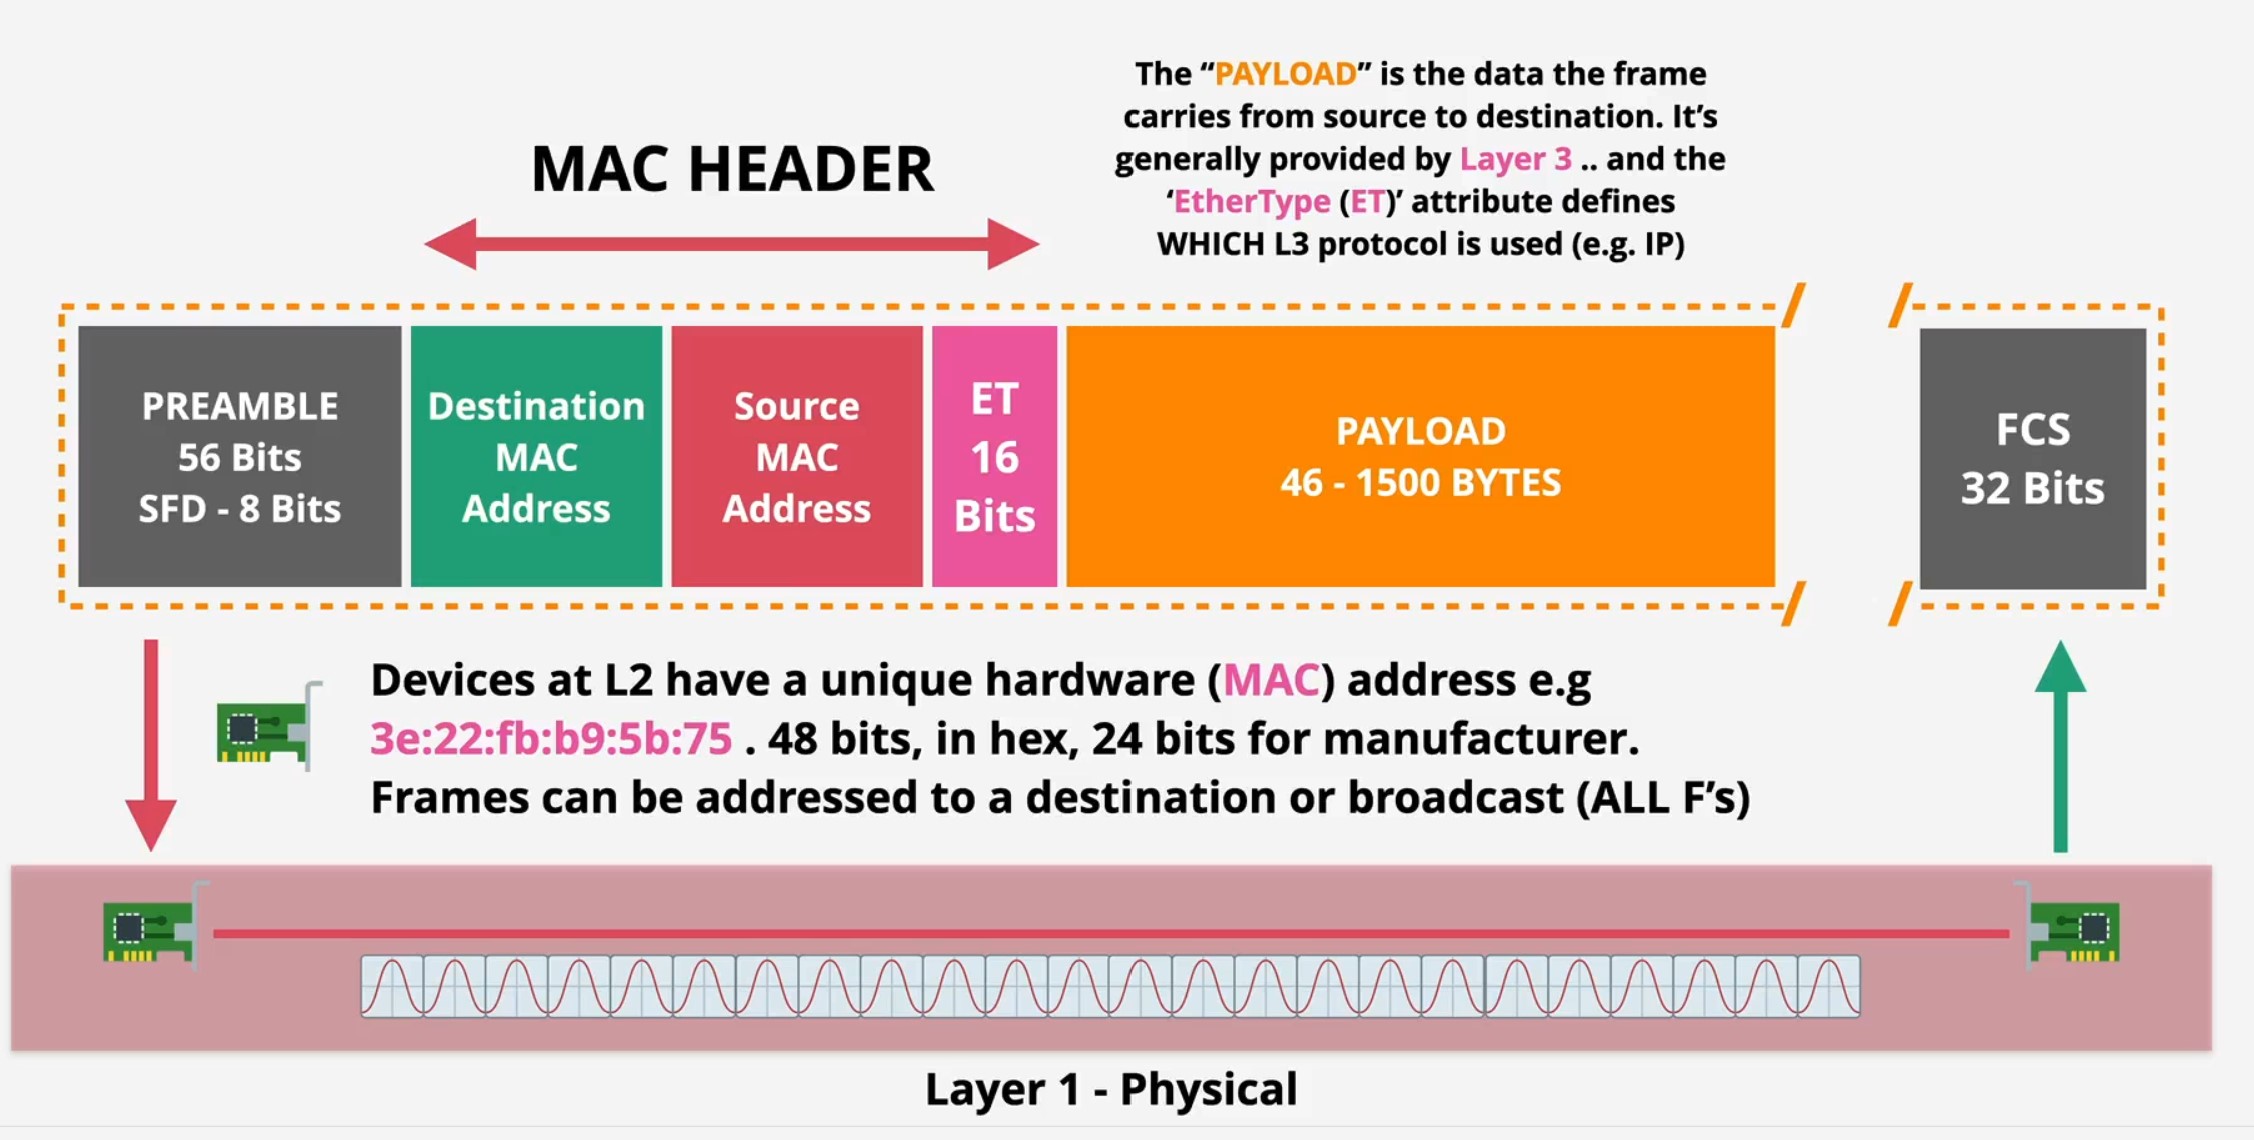 The “PAYLOAD” is the data the frame
carries from source to destination. It’s
generally provided by Layer 3 .. and the
‘EtherType (ET)’ attribute defines
WHICH L3 protocol is used (e.g. IP)
MAC HEADER
PREAMBLE
56 Bits
SFD - 8 Bits
Destination
MAC
Address
Source
MAC
Address
ET
16
Bits
PAYLOAD
46 - 1500 BYTES
FCS
32 Bits
Devices at L2 have a unique hardware (MAC) address e.g
3e:22:fb:b9:5b:75 . 48 bits, in hex, 24 bits for manufacturer.
Frames can be addressed to a destination or broadcast (ALL F’s)
Layer 1 - Physical